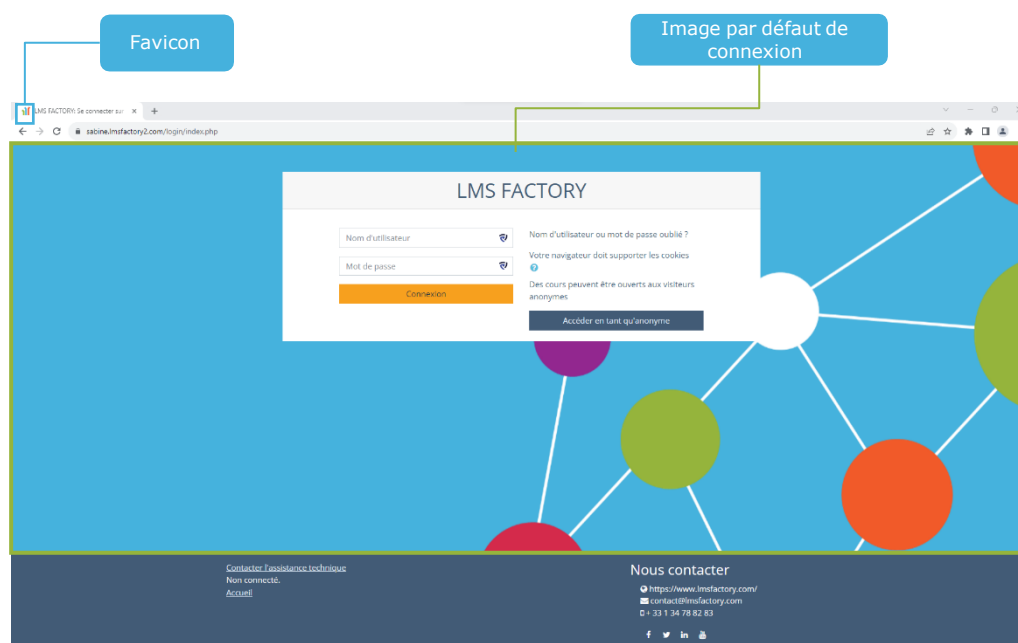 Favicon
Image par défaut de
connexion
LMS FACTORY: Se connecter sur
sabine.lmsfactory2.com/login/index.php
LMS FACTORY
Nom d'utilisateur
Mot de passe
Connexion
Nom d'utilisateur ou mot de passe oublié ?
Votre navigateur doit supporter les cookies
Des cours peuvent être ouverts aux visiteurs
anonymes
Accéder en tant qu'anonyme
Contacter l'assistance technique
Non connecté.
Accueil
Nous contacter
https://www.lmsfactory.com/
contact@lmsfactory.com
+ 33 1 34 78 82 83